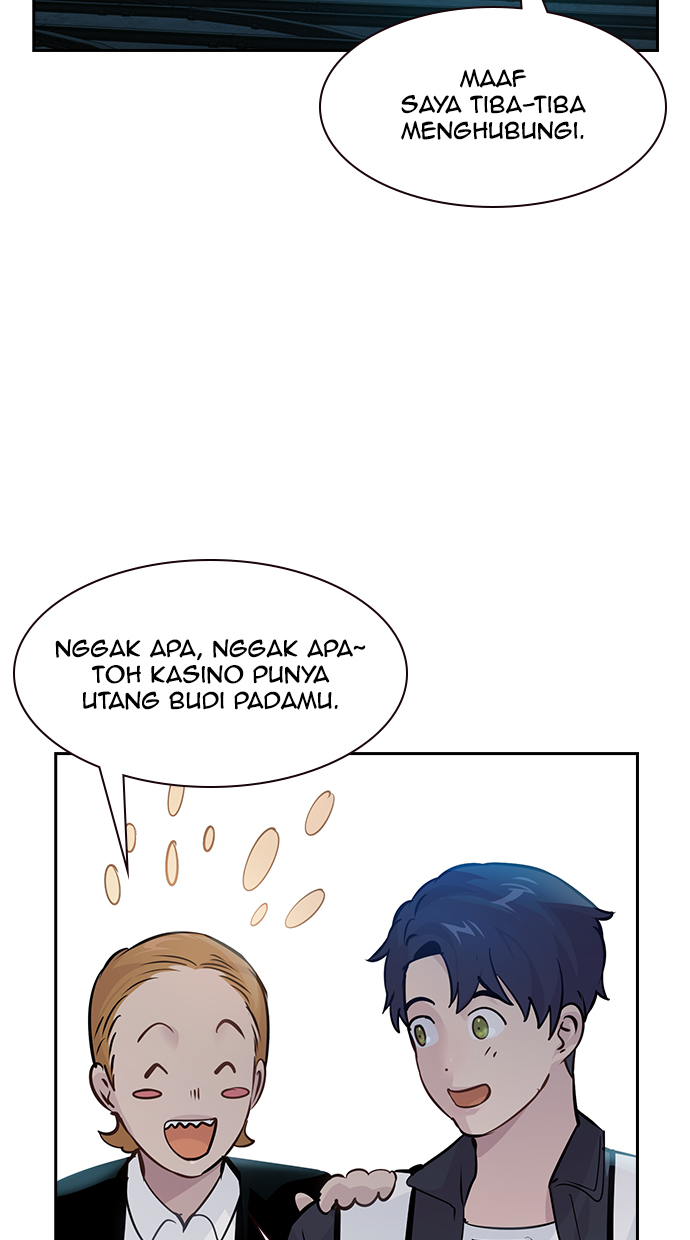 MAAF
SAYA TIBA-TIBA
MENGHUBUNGI.
NGGAK APA, NGGAK APA~
TOH KASINO PUNYA
UTANG BUDI PADAMU.